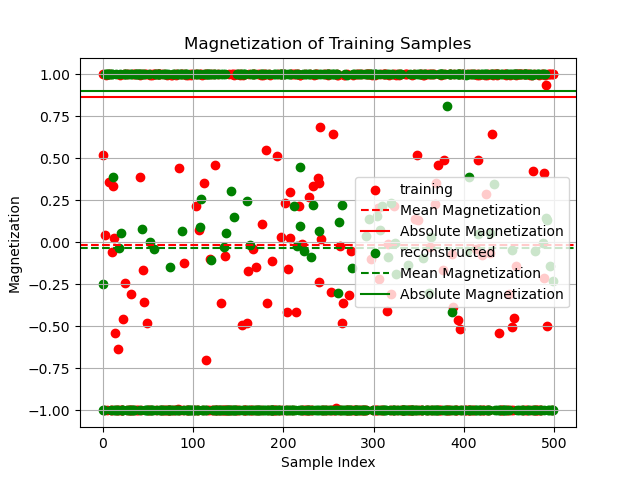 Magnetization of Training Samples
1.00
0.75
0.50
0.25
0.00
−0.25
−0.50
−0.75
−1.00
Magnetization
training
Mean Magnetization
Absolute Magnetization
reconstructed
Mean Magnetization
Absolute Magnetization
0 100 200 300 400 500
Sample Index